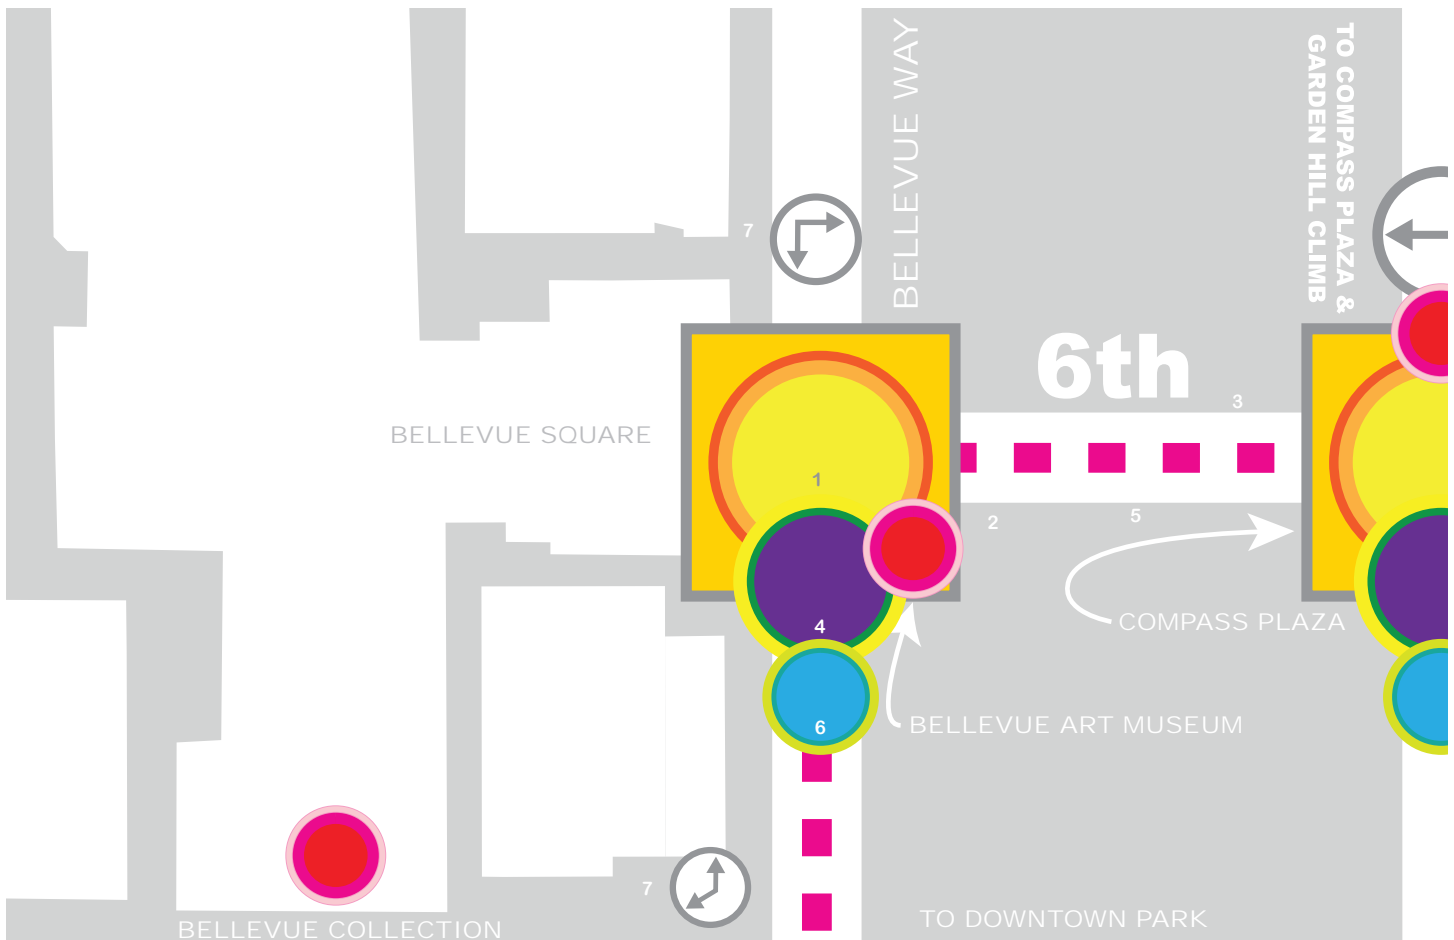 BELLEVUE WAY
TO COMPASS PLAZA &
GARDEN HILL CLIMB
7
6th
3
BELLEVUE SQUARE
1
2
5
4
COMPASS PLAZA
6
BELLEVUE ART MUSEUM
7
BELLEVUE COLLECTION
TO DOWNTOWN PARK